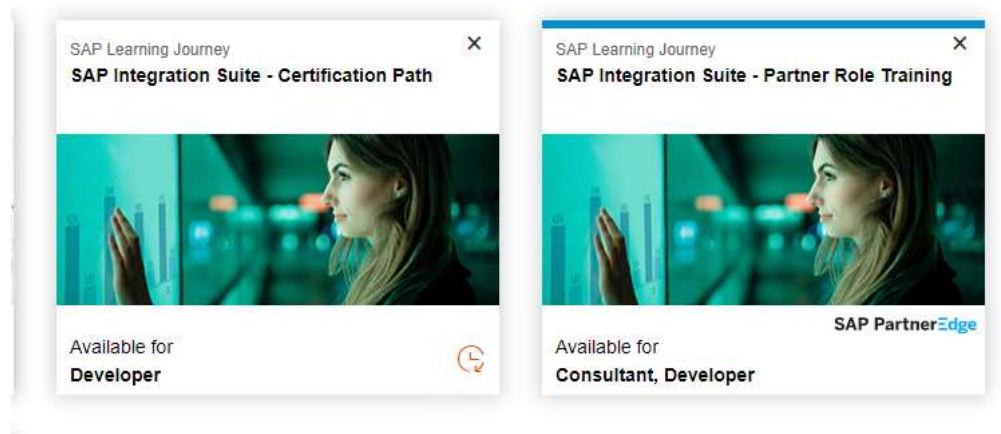 SAP Learning Journey
SAP Integration Suite - Certification Path
Available for
Developer
SAP Learning Journey
SAP Integration Suite - Partner Role Training
SAP PartnerEdge
Available for
Consultant, Developer